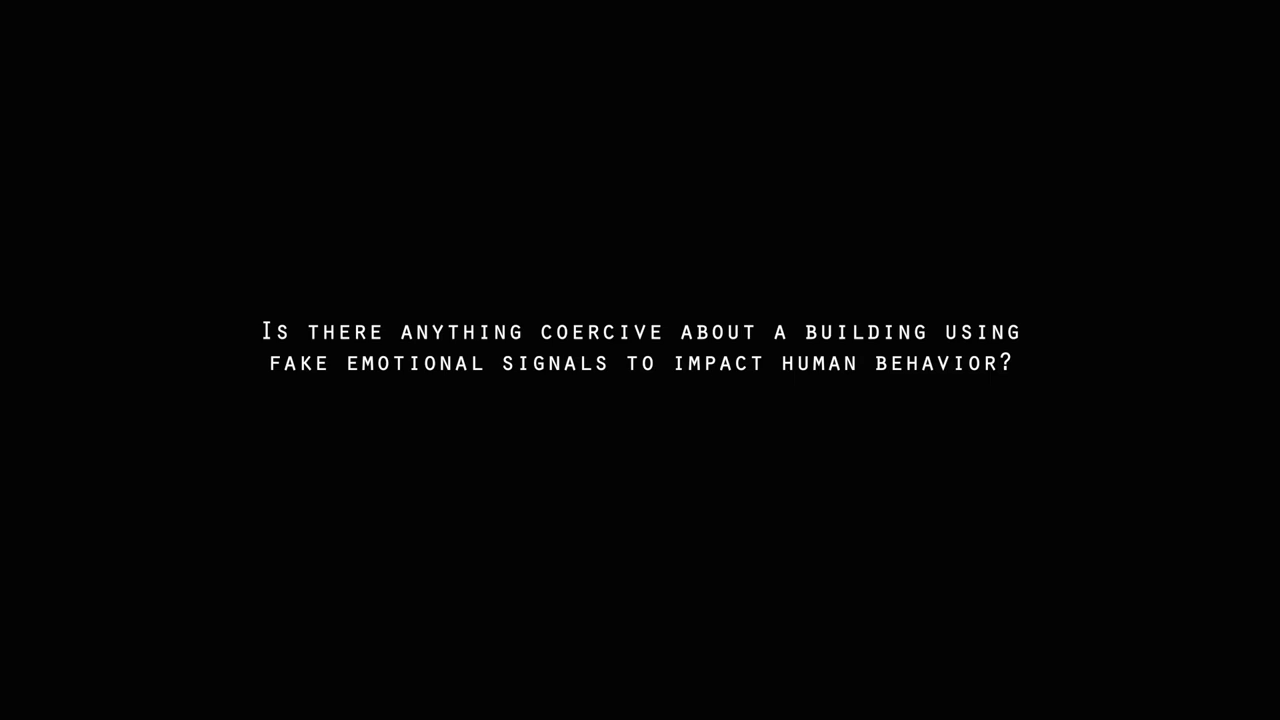 Is there anything coercive about a building using
fake emotional signals to impact human behavior?